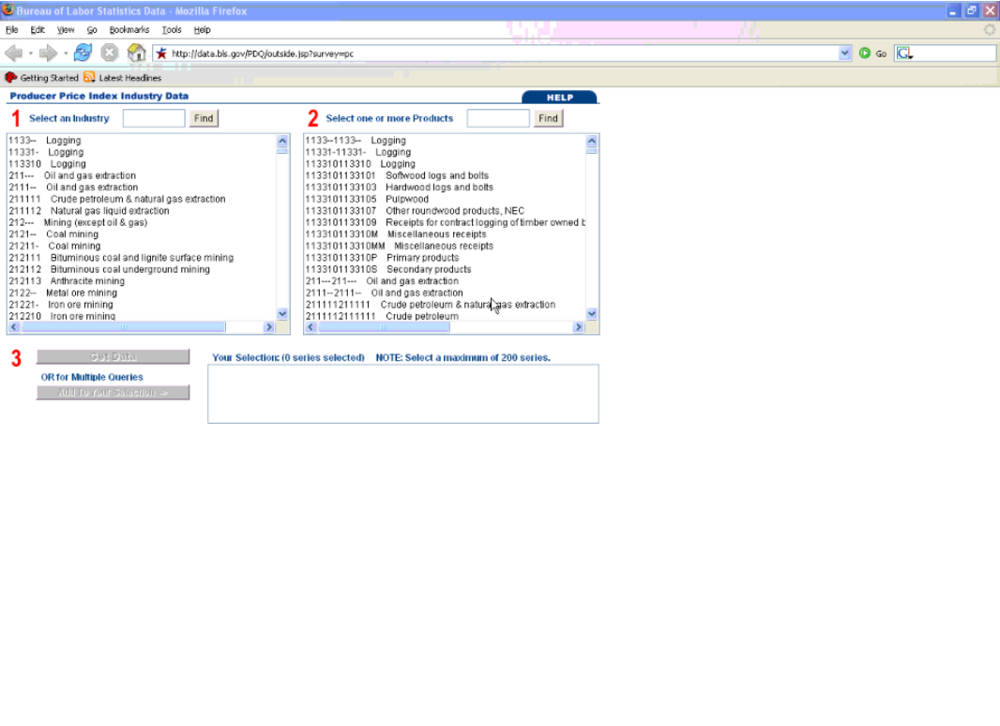 Bureau of Labor Statistics Data - Mozilla Firefox
File Edit View Go Bookmarks Tools Help
http://data.bls.gov/PDQ/outside.jsp?survey=pc Go
Getting Started Latest Headlines
Producer Price Index Industry Data HELP
1 Select an Industry Find
2 Select one or more Products Find
1133-- Logging
11331- Logging
113310 Logging
211--- Oil and gas extraction
2111-- Oil and gas extraction
211111 Crude petroleum & natural gas extraction
211112 Natural gas liquid extraction
212--- Mining (except oil & gas)
2121-- Coal mining
21211- Coal mining
212111 Bituminous coal and lignite surface mining
212112 Bituminous coal underground mining
212113 Anthracite mining
2122-- Metal ore mining
21221- Iron ore mining
212210 Iron ore mining
1133--1133-- Logging
11331-11331- Logging
113310113310 Logging
1133101133101 Softwood logs and bolts
1133101133103 Hardwood logs and bolts
1133101133105 Pulpwood
1133101133107 Other roundwood products, NEC
1133101133109 Receipts for contract logging of timber owned b
113310113310M Miscellaneous receipts
113310113310MM Miscellaneous receipts
113310113310P Primary products
113310113310S Secondary products
211---211--- Oil and gas extraction
2111--2111-- Oil and gas extraction
211111211111 Crude petroleum & natural gas extraction
2111112111111 Crude petroleum
3 Get Data
OR for Multiple Queries
Add To Your Selection ->
Your Selection: (0 series selected) NOTE: Select a maximum of 200 series.